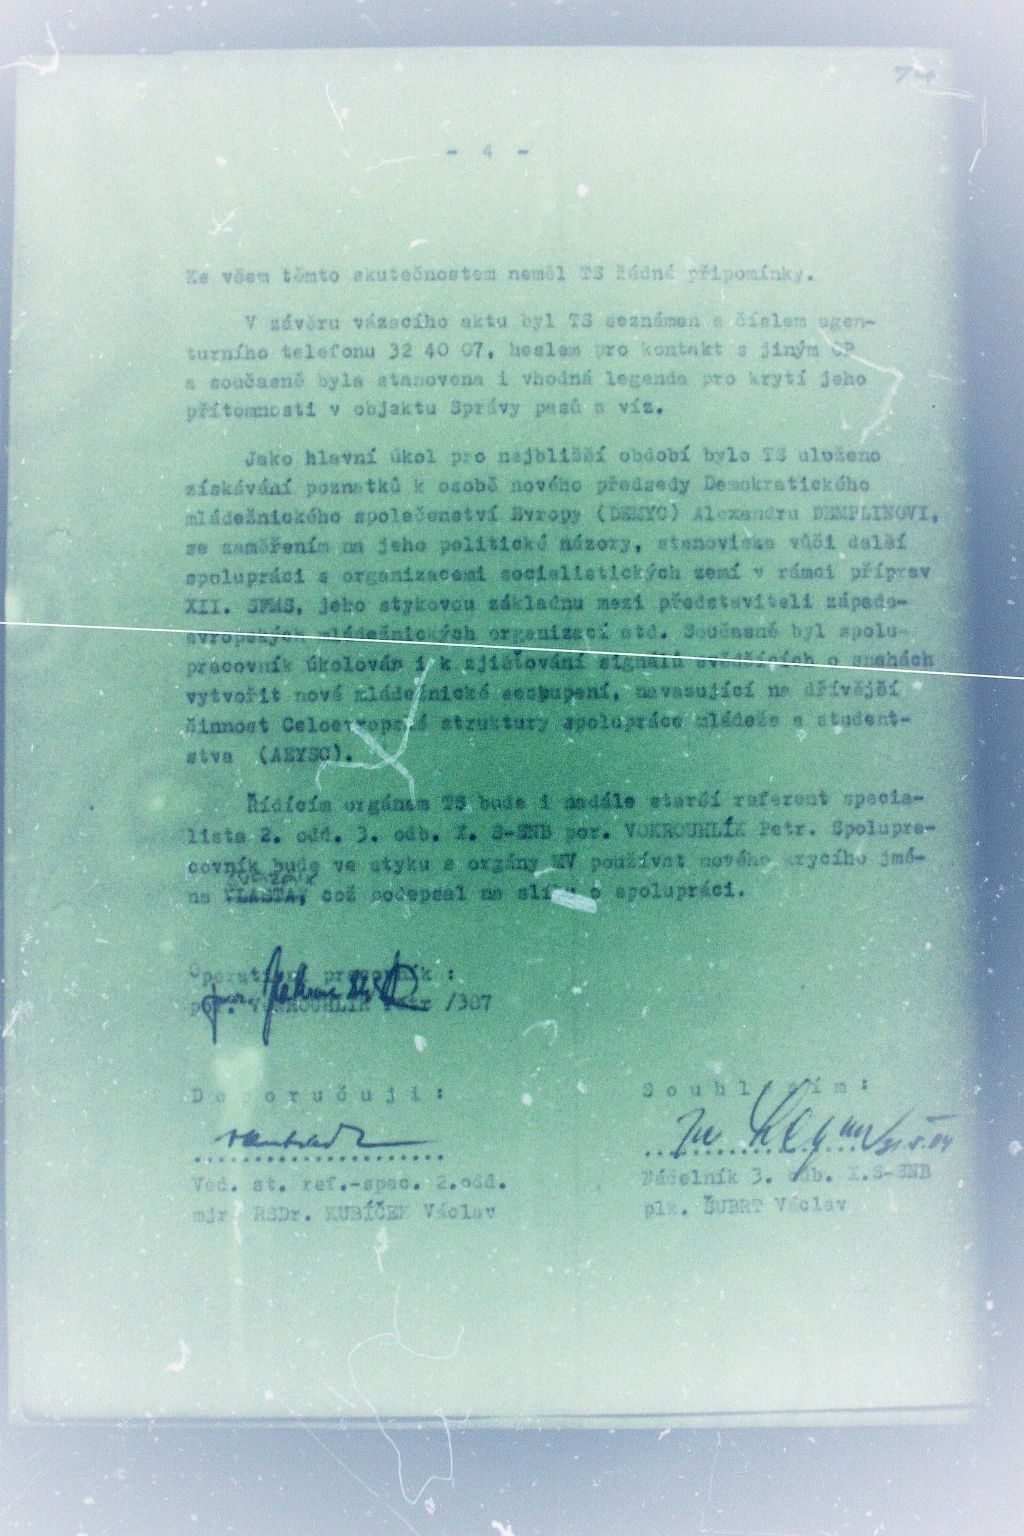 74
- 4 -
Ke všem těmto skutečnostem neměl TS žádné připomínky.
V závěru vázacího aktu byl TS seznámen s číslem agen-
turního telefonu 32 40 07, heslem pro kontakt s jiným OP
a současně byla stanovena i vhodná legenda pro krytí jeho
přítomnosti v objektu Správy pasů a víz.
Jako hlavní úkol pro nejbližší období bylo TS uloženo
získávání poznatků k osobě nového předsedy Demokratického
mládežnického společenství Evropy (DEMYC) Alexandru DEMPLINOVI,
se zaměřením na jeho politické názory, stanoviska vůči další
spolupráci s organizacemi socialistických zemí v rámci příprav
XII. SFMS, jeho stykovou základnu mezi představiteli západo-
evropských mládežnických organizací atd. Současně byl spolu-
pracovník úkolován i k zjišťování signálů svědčících o snahách
vytvořit nové mládežnické seskupení, navazující na dřívější
činnost Celoevropské struktury spolupráce mládeže a student-
stva (AEYSC).
Řídícím orgánem TS bude i nadále starší referent specia-
lista 2. odd. 3. odb. X. S-SNB por. VOKROUHLÍK Petr. Spolupra-
covník bude ve styku s orgány MV používat nového krycího jmé-
na VLASTA, což podepsal na slibu o spolupráci.
Operativní pracovník :
por. VOKROUHLÍK Petr /307
Doporučuji:
Souhlasím:
Ved. st. ref.-spec. 2.odd.
mjr. RSDr. KUBÍČEK Václav
Náčelník 3. odb. X.S-SNB
plk. ŠUBRT Václav